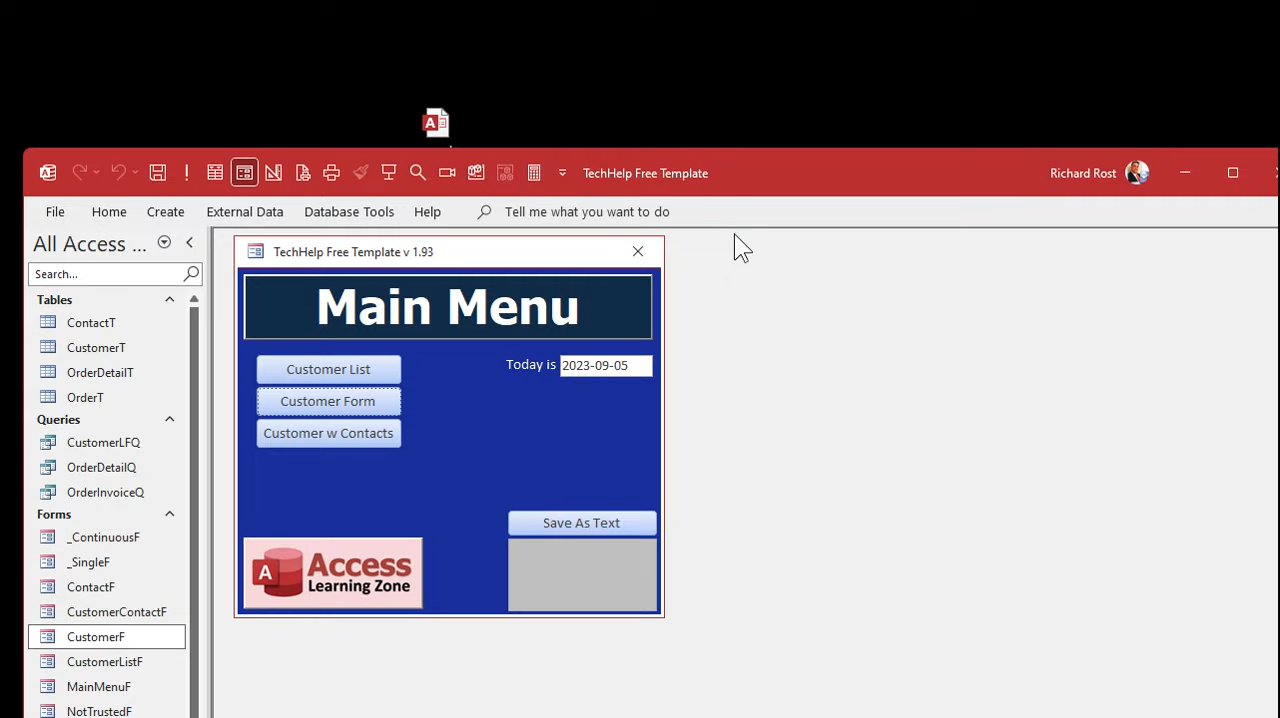 TechHelp Free Template
Richard Rost
File
Home
Create
External Data
Database Tools
Help
Tell me what you want to do
All Access ...
Search...
Tables
ContactT
CustomerT
OrderDetailT
OrderT
Queries
CustomerLFQ
OrderDetailQ
OrderInvoiceQ
Forms
_ContinuousF
_SingleF
ContactF
CustomerContactF
CustomerF
CustomerListF
MainMenuF
NotTrustedF
TechHelp Free Template v 1.93
Main Menu
Customer List
Today is 2023-09-05
Customer Form
Customer w Contacts
Save As Text
A Access
Learning Zone